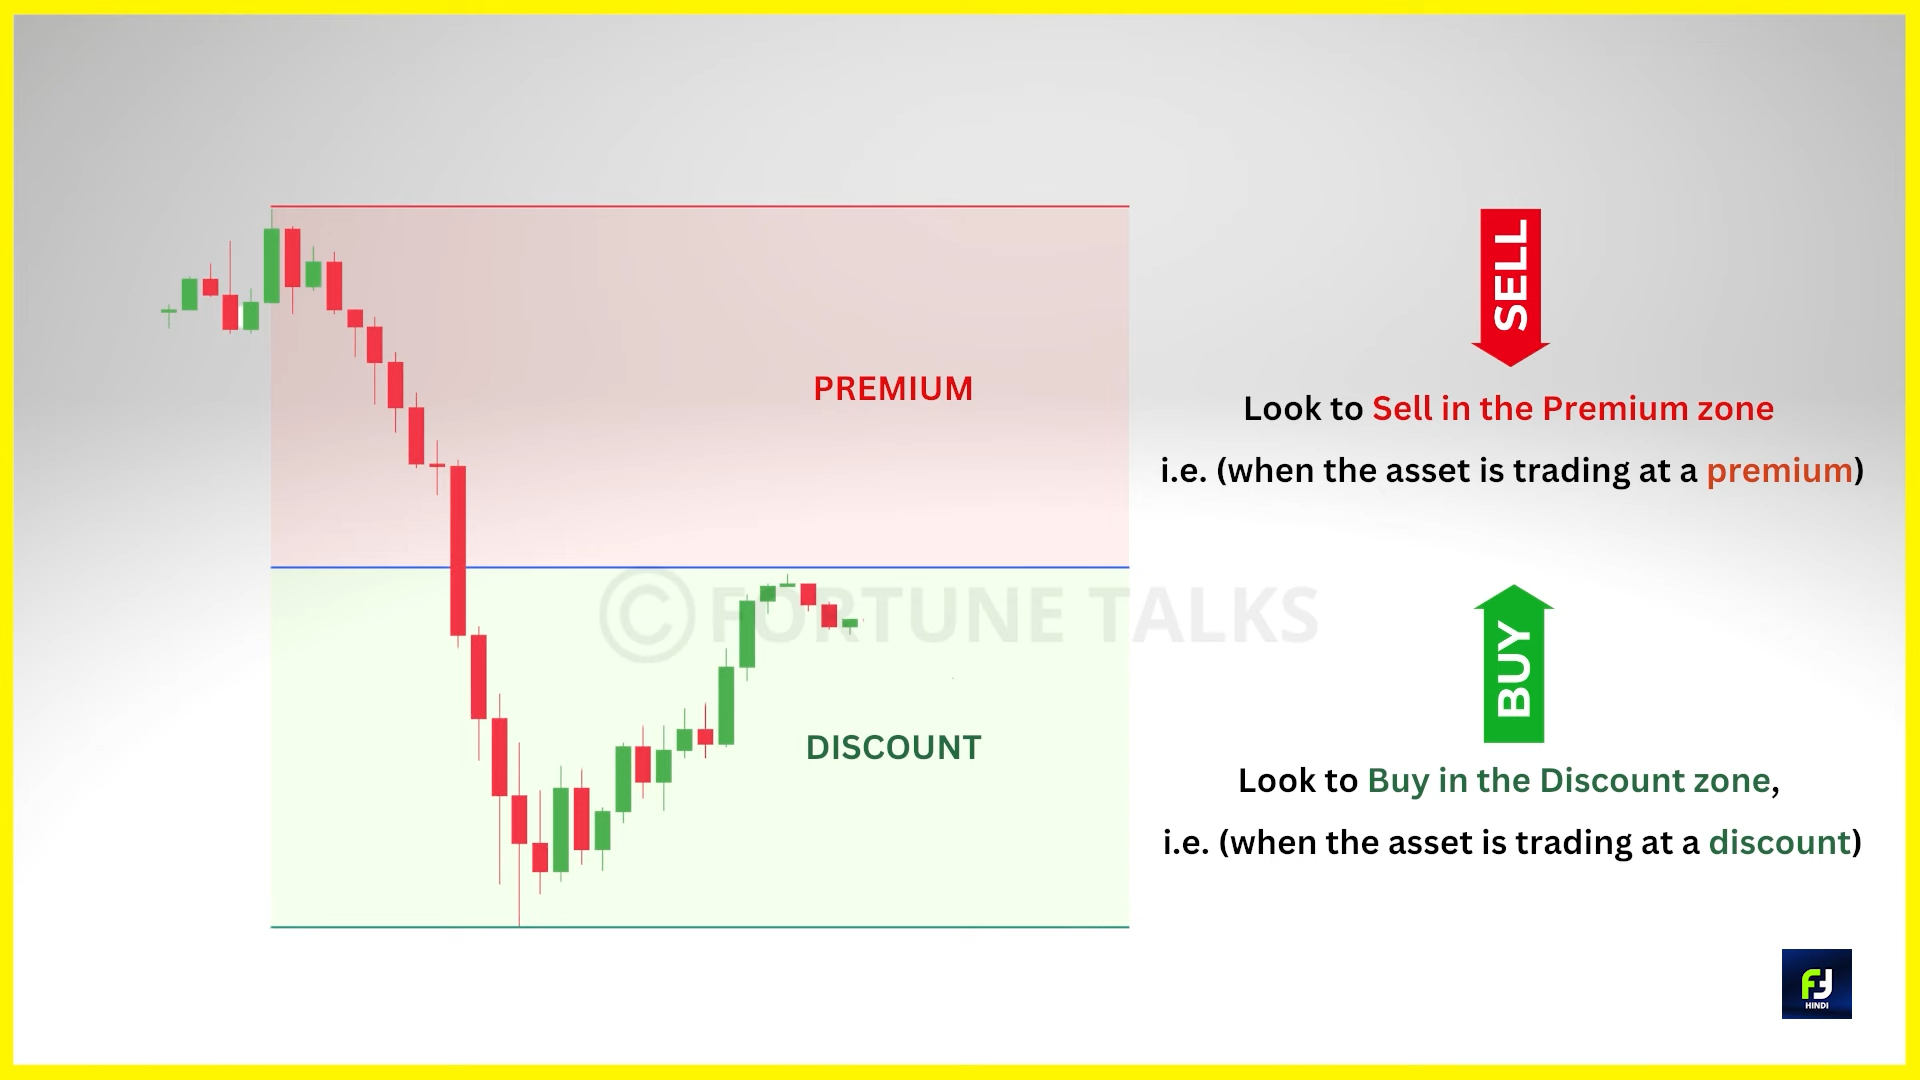 SELL
PREMIUM
Look to Sell in the Premium zone
i.e. (when the asset is trading at a premium)
©FORTUNE TALKS
BUY
DISCOUNT
Look to Buy in the Discount zone,
i.e. (when the asset is trading at a discount)
HINDI